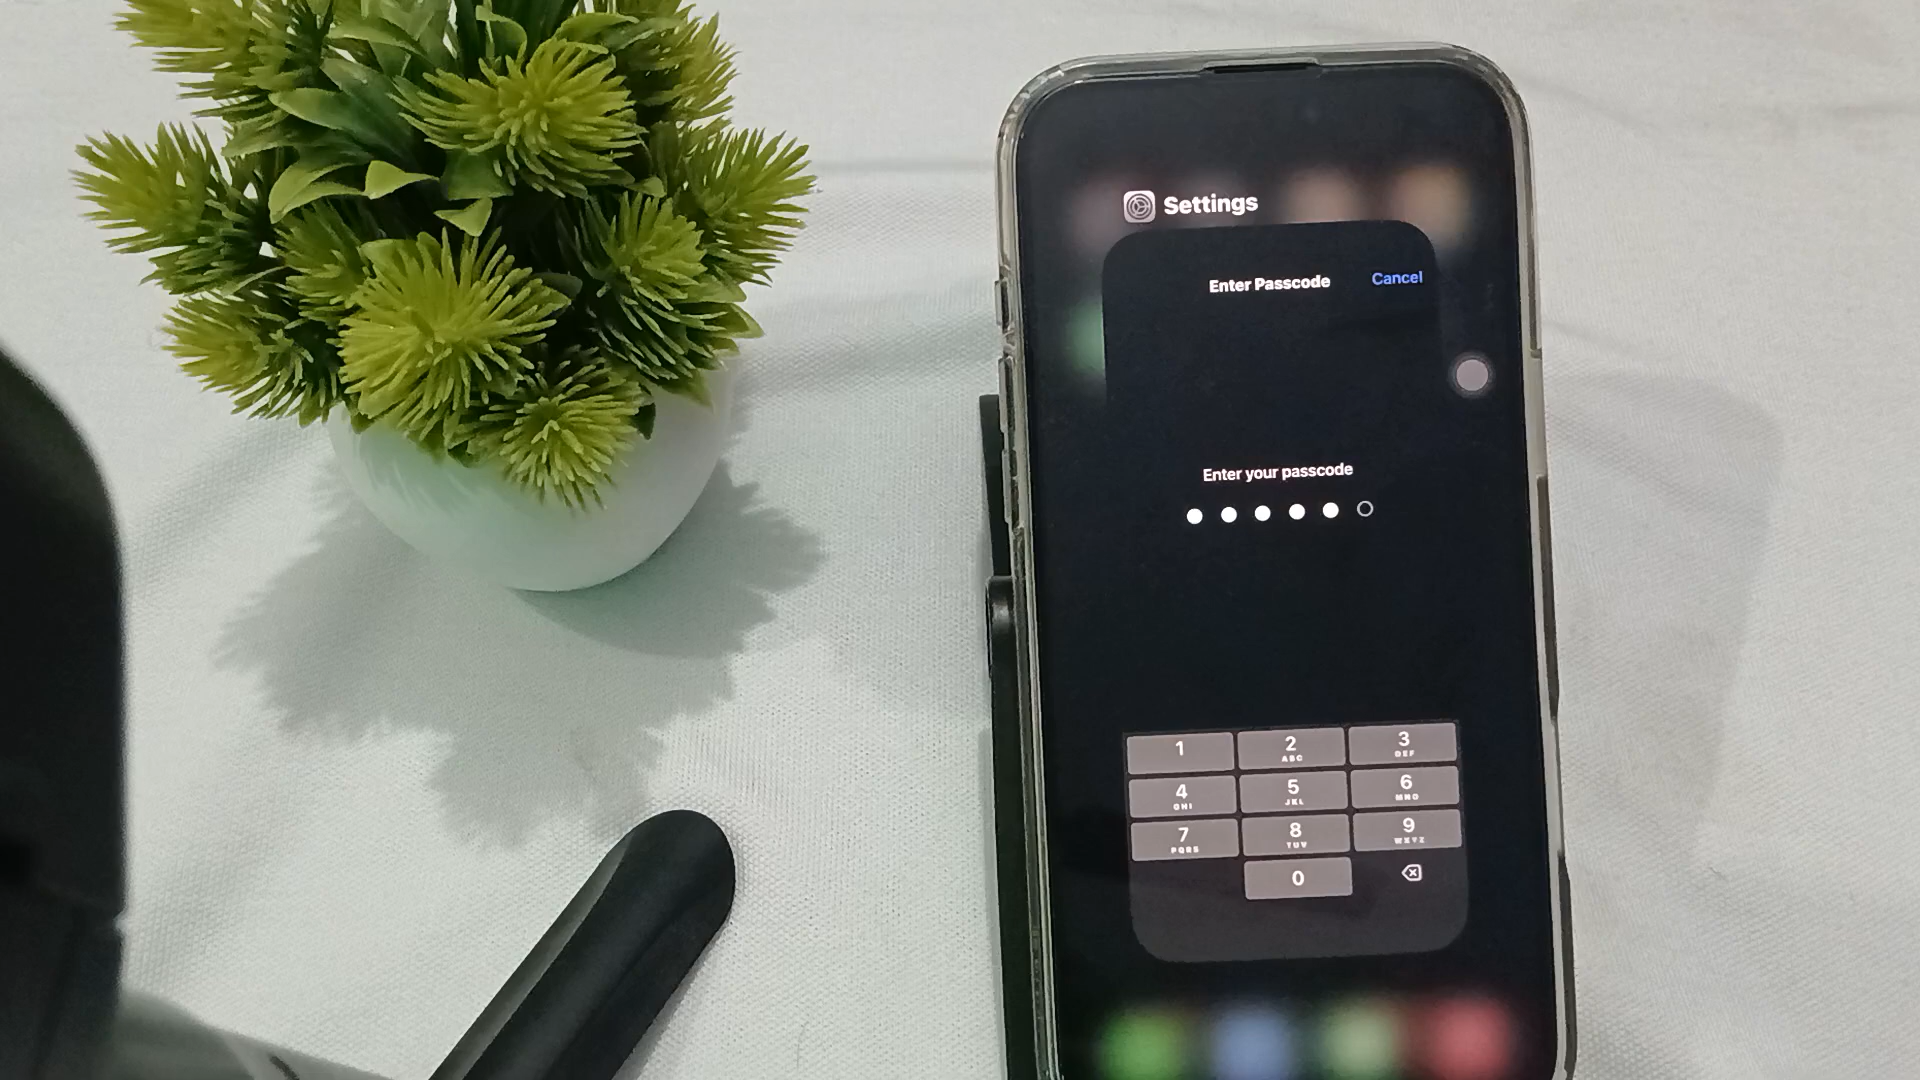 Settings
Enter Passcode Cancel
Enter your passcode
1 2 3
ABC DEF
4 5 6
GHI JKL MNO
7 8 9
PQRS TUV WXYZ
0